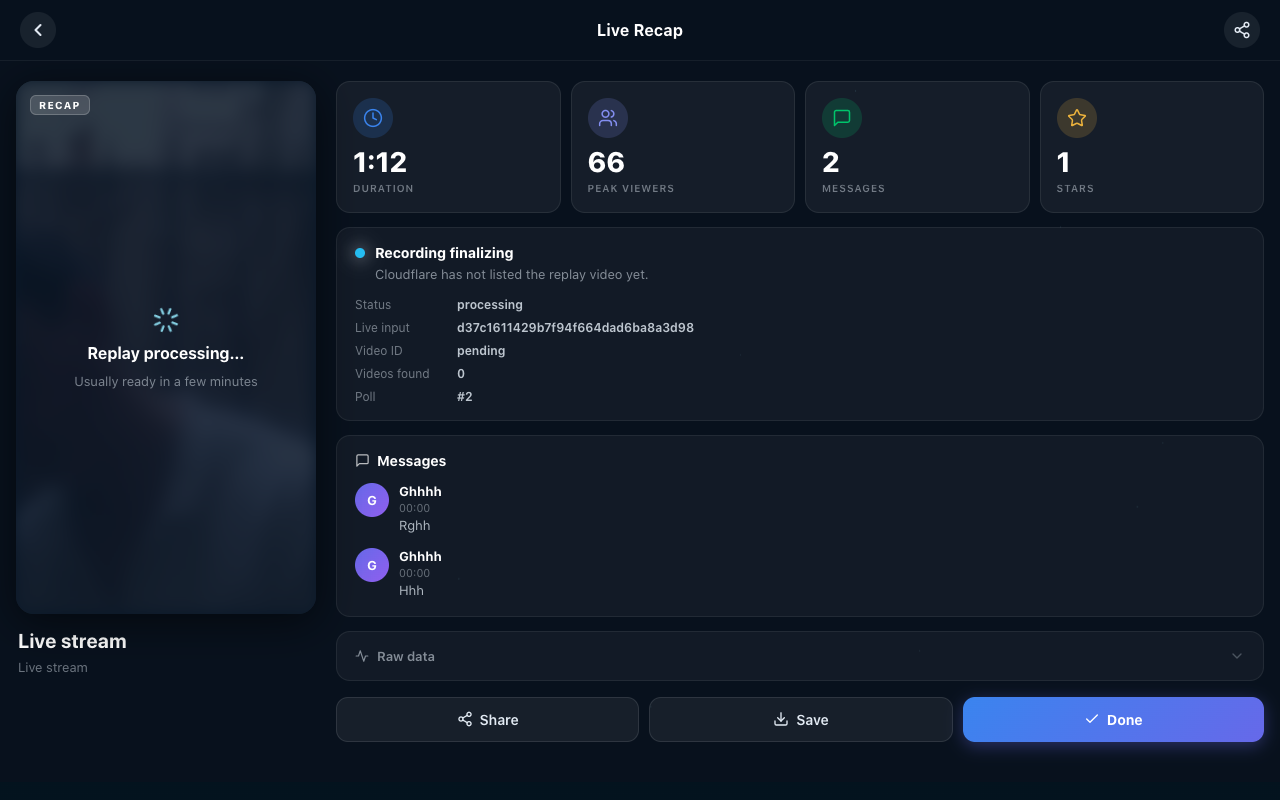 Live Recap
RECAP
Replay processing...
Usually ready in a few minutes
Live stream
Live stream
1:12
DURATION
66
PEAK VIEWERS
2
MESSAGES
1
STARS
Recording finalizing
Cloudflare has not listed the replay video yet.
Status processing
Live input d37c1611429b7f94f664dad6ba8a3d98
Video ID pending
Videos found 0
Poll #2
Messages
G
Ghhhh
00:00
Rghh
G
Ghhhh
00:00
Hhh
Raw data
Share
Save
Done